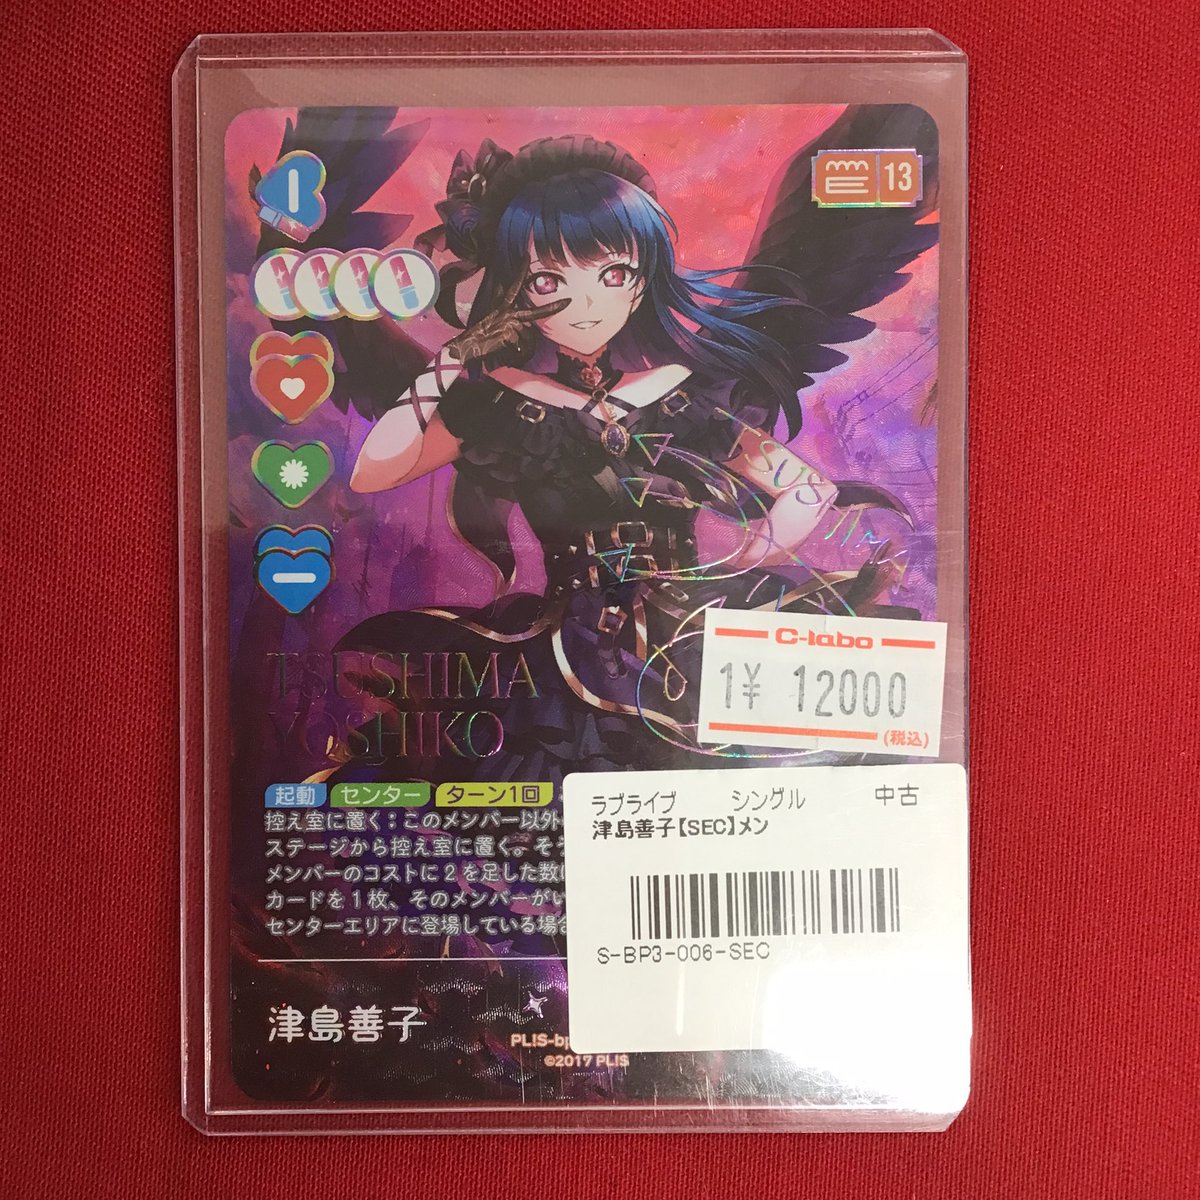 1
13
TSUSHIMA
YOSHIKO
C-labo
1¥ 12000
(税込)
起動 センター ターン1回
控え室に置く:このメンバー以外
ステージから控え室に置く。そう
メンバーのコストに2を足した数
カードを1枚、そのメンバーがい
センターエリアに登場している場合
ラブライブ シングル 中古
津島善子【SEC】メン
S-BP3-006-SEC
津島善子
PL!S-bp
©2017 PL!S